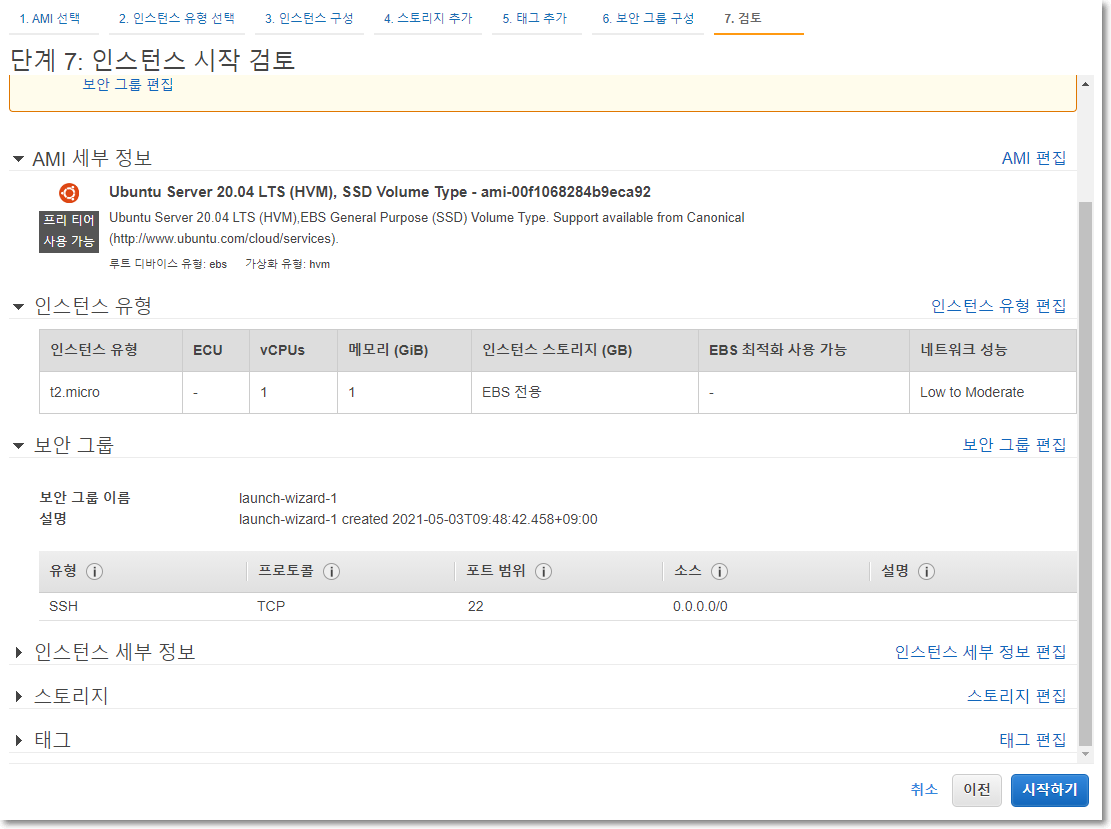 1. AMI 선택 2. 인스턴스 유형 선택 3. 인스턴스 구성 4. 스토리지 추가 5. 태그 추가 6. 보안 그룹 구성 7. 검토
단계 7: 인스턴스 시작 검토
보안 그룹 편집
AMI 세부 정보 AMI 편집
프리 티어
사용 가능
Ubuntu Server 20.04 LTS (HVM), SSD Volume Type - ami-00f1068284b9eca92
Ubuntu Server 20.04 LTS (HVM),EBS General Purpose (SSD) Volume Type. Support available from Canonical
(http://www.ubuntu.com/cloud/services).
루트 디바이스 유형: ebs 가상화 유형: hvm
인스턴스 유형 인스턴스 유형 편집
인스턴스 유형 ECU vCPUs 메모리 (GiB) 인스턴스 스토리지 (GB) EBS 최적화 사용 가능 네트워크 성능
t2.micro - 1 1 EBS 전용 - Low to Moderate
보안 그룹 보안 그룹 편집
보안 그룹 이름 launch-wizard-1
설명 launch-wizard-1 created 2021-05-03T09:48:42.458+09:00
유형 프로토콜 포트 범위 소스 설명
SSH TCP 22 0.0.0.0/0
인스턴스 세부 정보 인스턴스 세부 정보 편집
스토리지 스토리지 편집
태그 태그 편집
취소 이전 시작하기